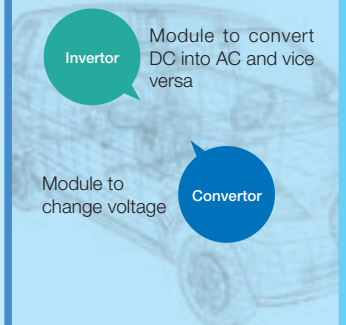 Invertor
Module to convert
DC into AC and vice
versa
Module to
change voltage
Convertor